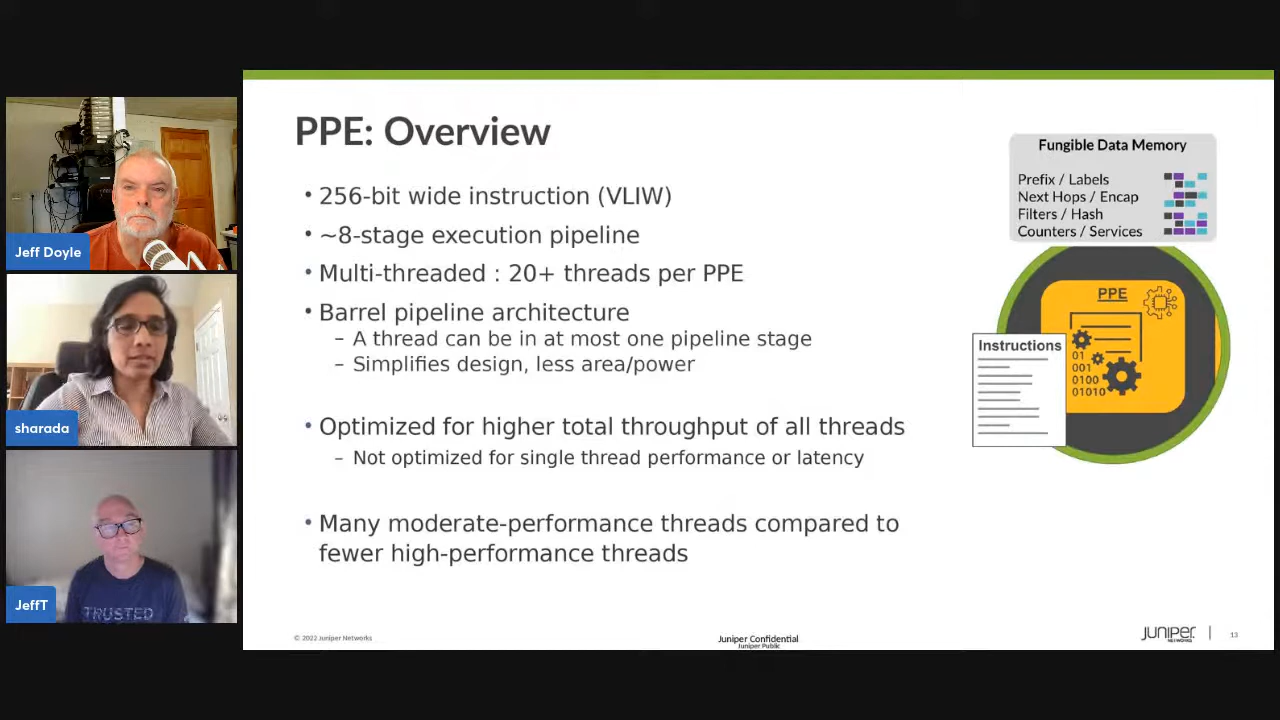 PPE: Overview
• 256-bit wide instruction (VLIW)
• ~8-stage execution pipeline
• Multi-threaded : 20+ threads per PPE
• Barrel pipeline architecture
– A thread can be in at most one pipeline stage
– Simplifies design, less area/power
• Optimized for higher total throughput of all threads
– Not optimized for single thread performance or latency
• Many moderate-performance threads compared to
fewer high-performance threads
Fungible Data Memory
Prefix / Labels
Next Hops / Encap
Filters / Hash
Counters / Services
PPE
Instructions
01
001
0100
01010
© 2022 Juniper Networks
Juniper Confidential
Juniper Public
JUNIPER
NETWORKS
13
Jeff Doyle
sharada
JeffT
TRUSTED